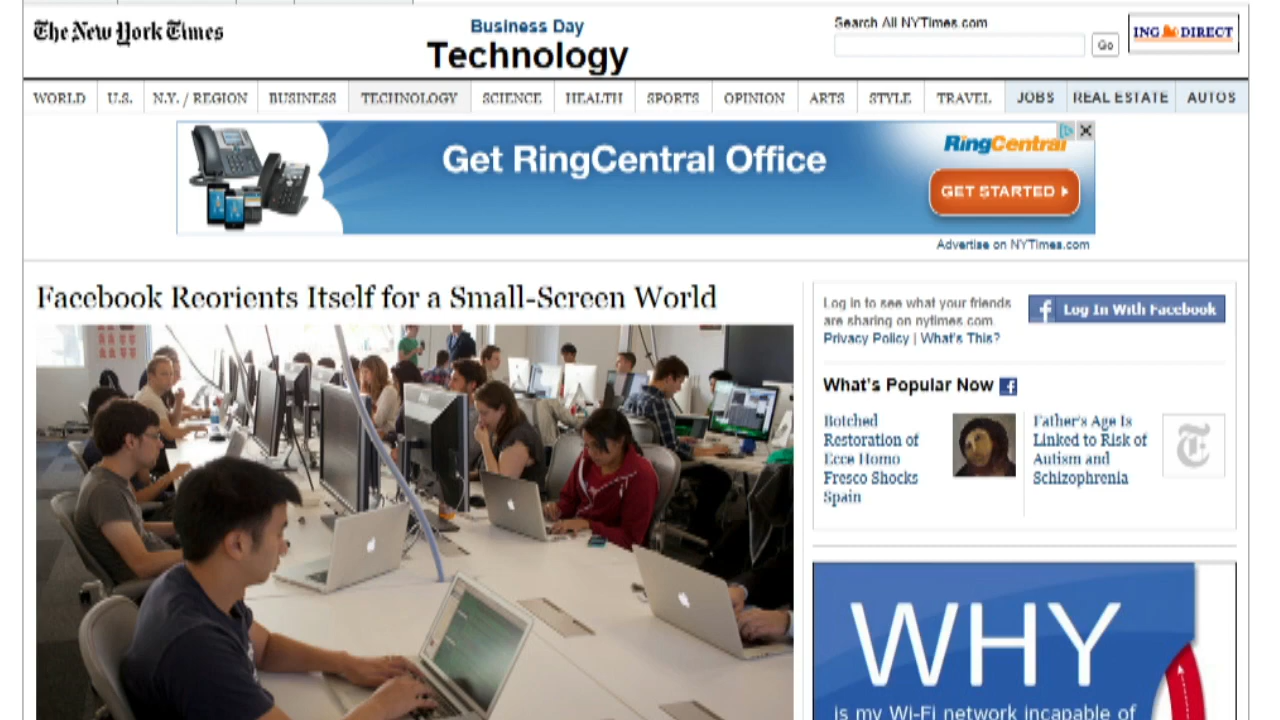 The New York Times
Business Day
Technology
Search All NYTimes.com
Go
ING DIRECT
WORLD U.S. N.Y. / REGION BUSINESS TECHNOLOGY SCIENCE HEALTH SPORTS OPINION ARTS STYLE TRAVEL JOBS REAL ESTATE AUTOS
Get RingCentral Office
RingCentral
GET STARTED
Advertise on NYTimes.com
Facebook Reorients Itself for a Small-Screen World
Log in to see what your friends
are sharing on nytimes.com.
Privacy Policy | What's This?
f Log In With Facebook
What's Popular Now f
Botched
Restoration of
Ecce Homo
Fresco Shocks
Spain
Father's Age Is
Linked to Risk of
Autism and
Schizophrenia
T
WHY
is my Wi-Fi network incapable of